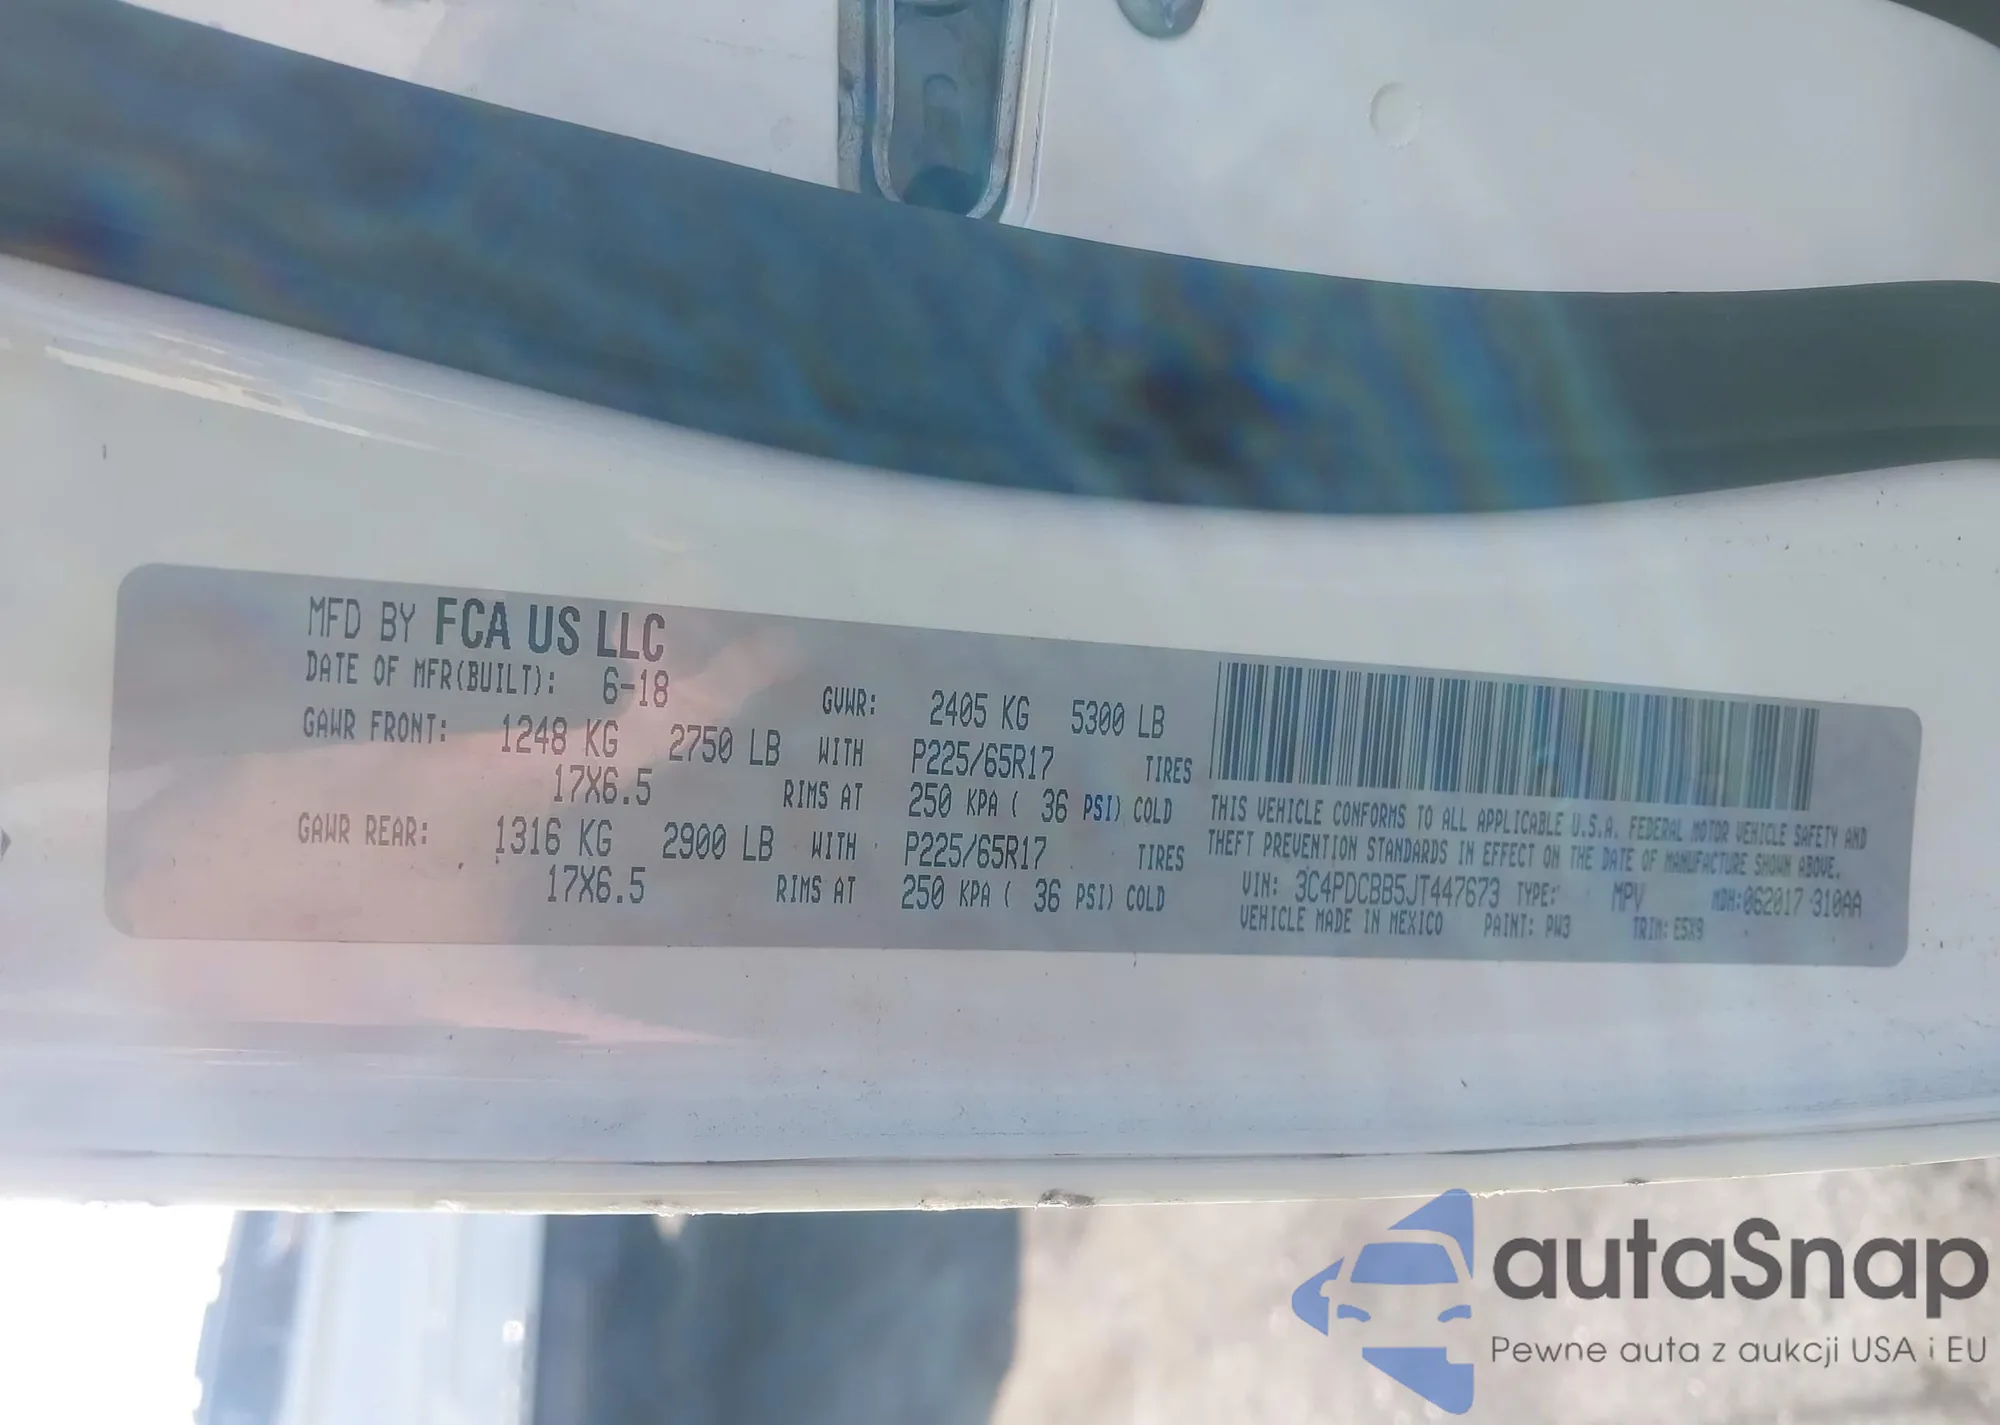 MFD BY FCA US LLC
DATE OF MFR(BUILT): 6-18 GVWR: 2405 KG 5300 LB
GAWR FRONT: 1248 KG 2750 LB WITH P225/65R17 TIRES
17X6.5 RIMS AT 250 KPA ( 36 PSI) COLD
GAWR REAR: 1316 KG 2900 LB WITH P225/65R17 TIRES
17X6.5 RIMS AT 250 KPA ( 36 PSI) COLD
THIS VEHICLE CONFORMS TO ALL APPLICABLE U.S.A. FEDERAL MOTOR VEHICLE SAFETY AND
THEFT PREVENTION STANDARDS IN EFFECT ON THE DATE OF MANUFACTURE SHOWN ABOVE.
VIN: 3C4PDCBB5JT447673 TYPE: MPV MDH:062017 310AA
VEHICLE MADE IN MEXICO PAINT: PW3 TRIM: E5X9
autaSnap
Pewne auta z aukcji USA i EU